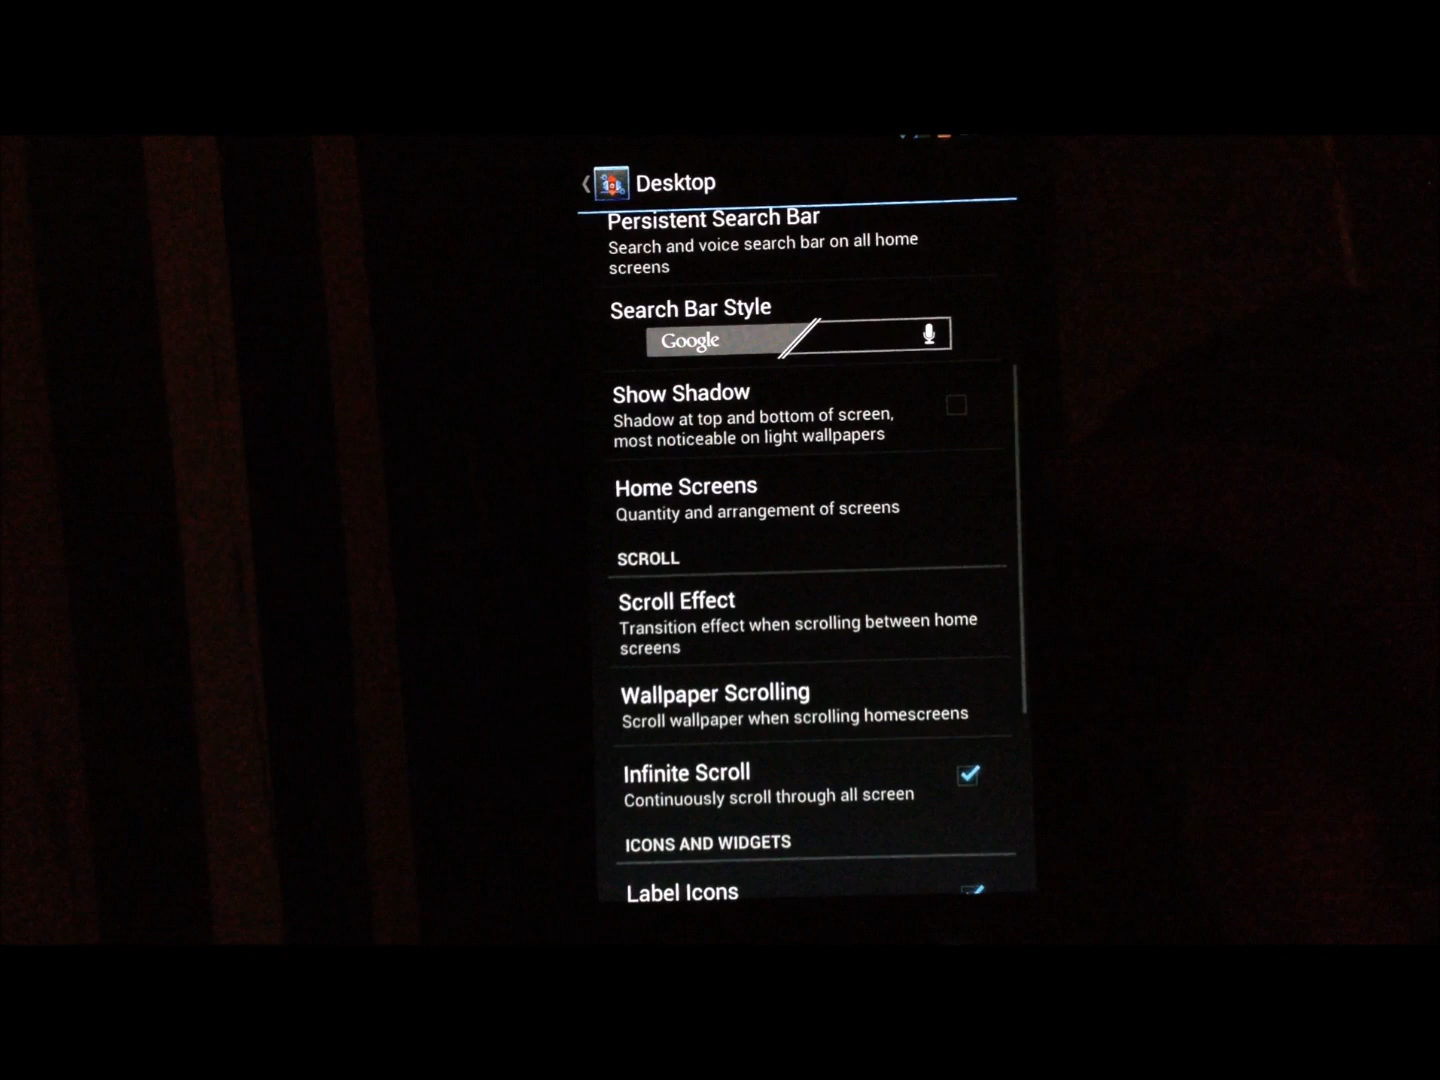 Desktop
Persistent Search Bar
Search and voice search bar on all home
screens
Search Bar Style
Google
Show Shadow
Shadow at top and bottom of screen,
most noticeable on light wallpapers
Home Screens
Quantity and arrangement of screens
SCROLL
Scroll Effect
Transition effect when scrolling between home
screens
Wallpaper Scrolling
Scroll wallpaper when scrolling homescreens
Infinite Scroll
Continuously scroll through all screen
ICONS AND WIDGETS
Label Icons